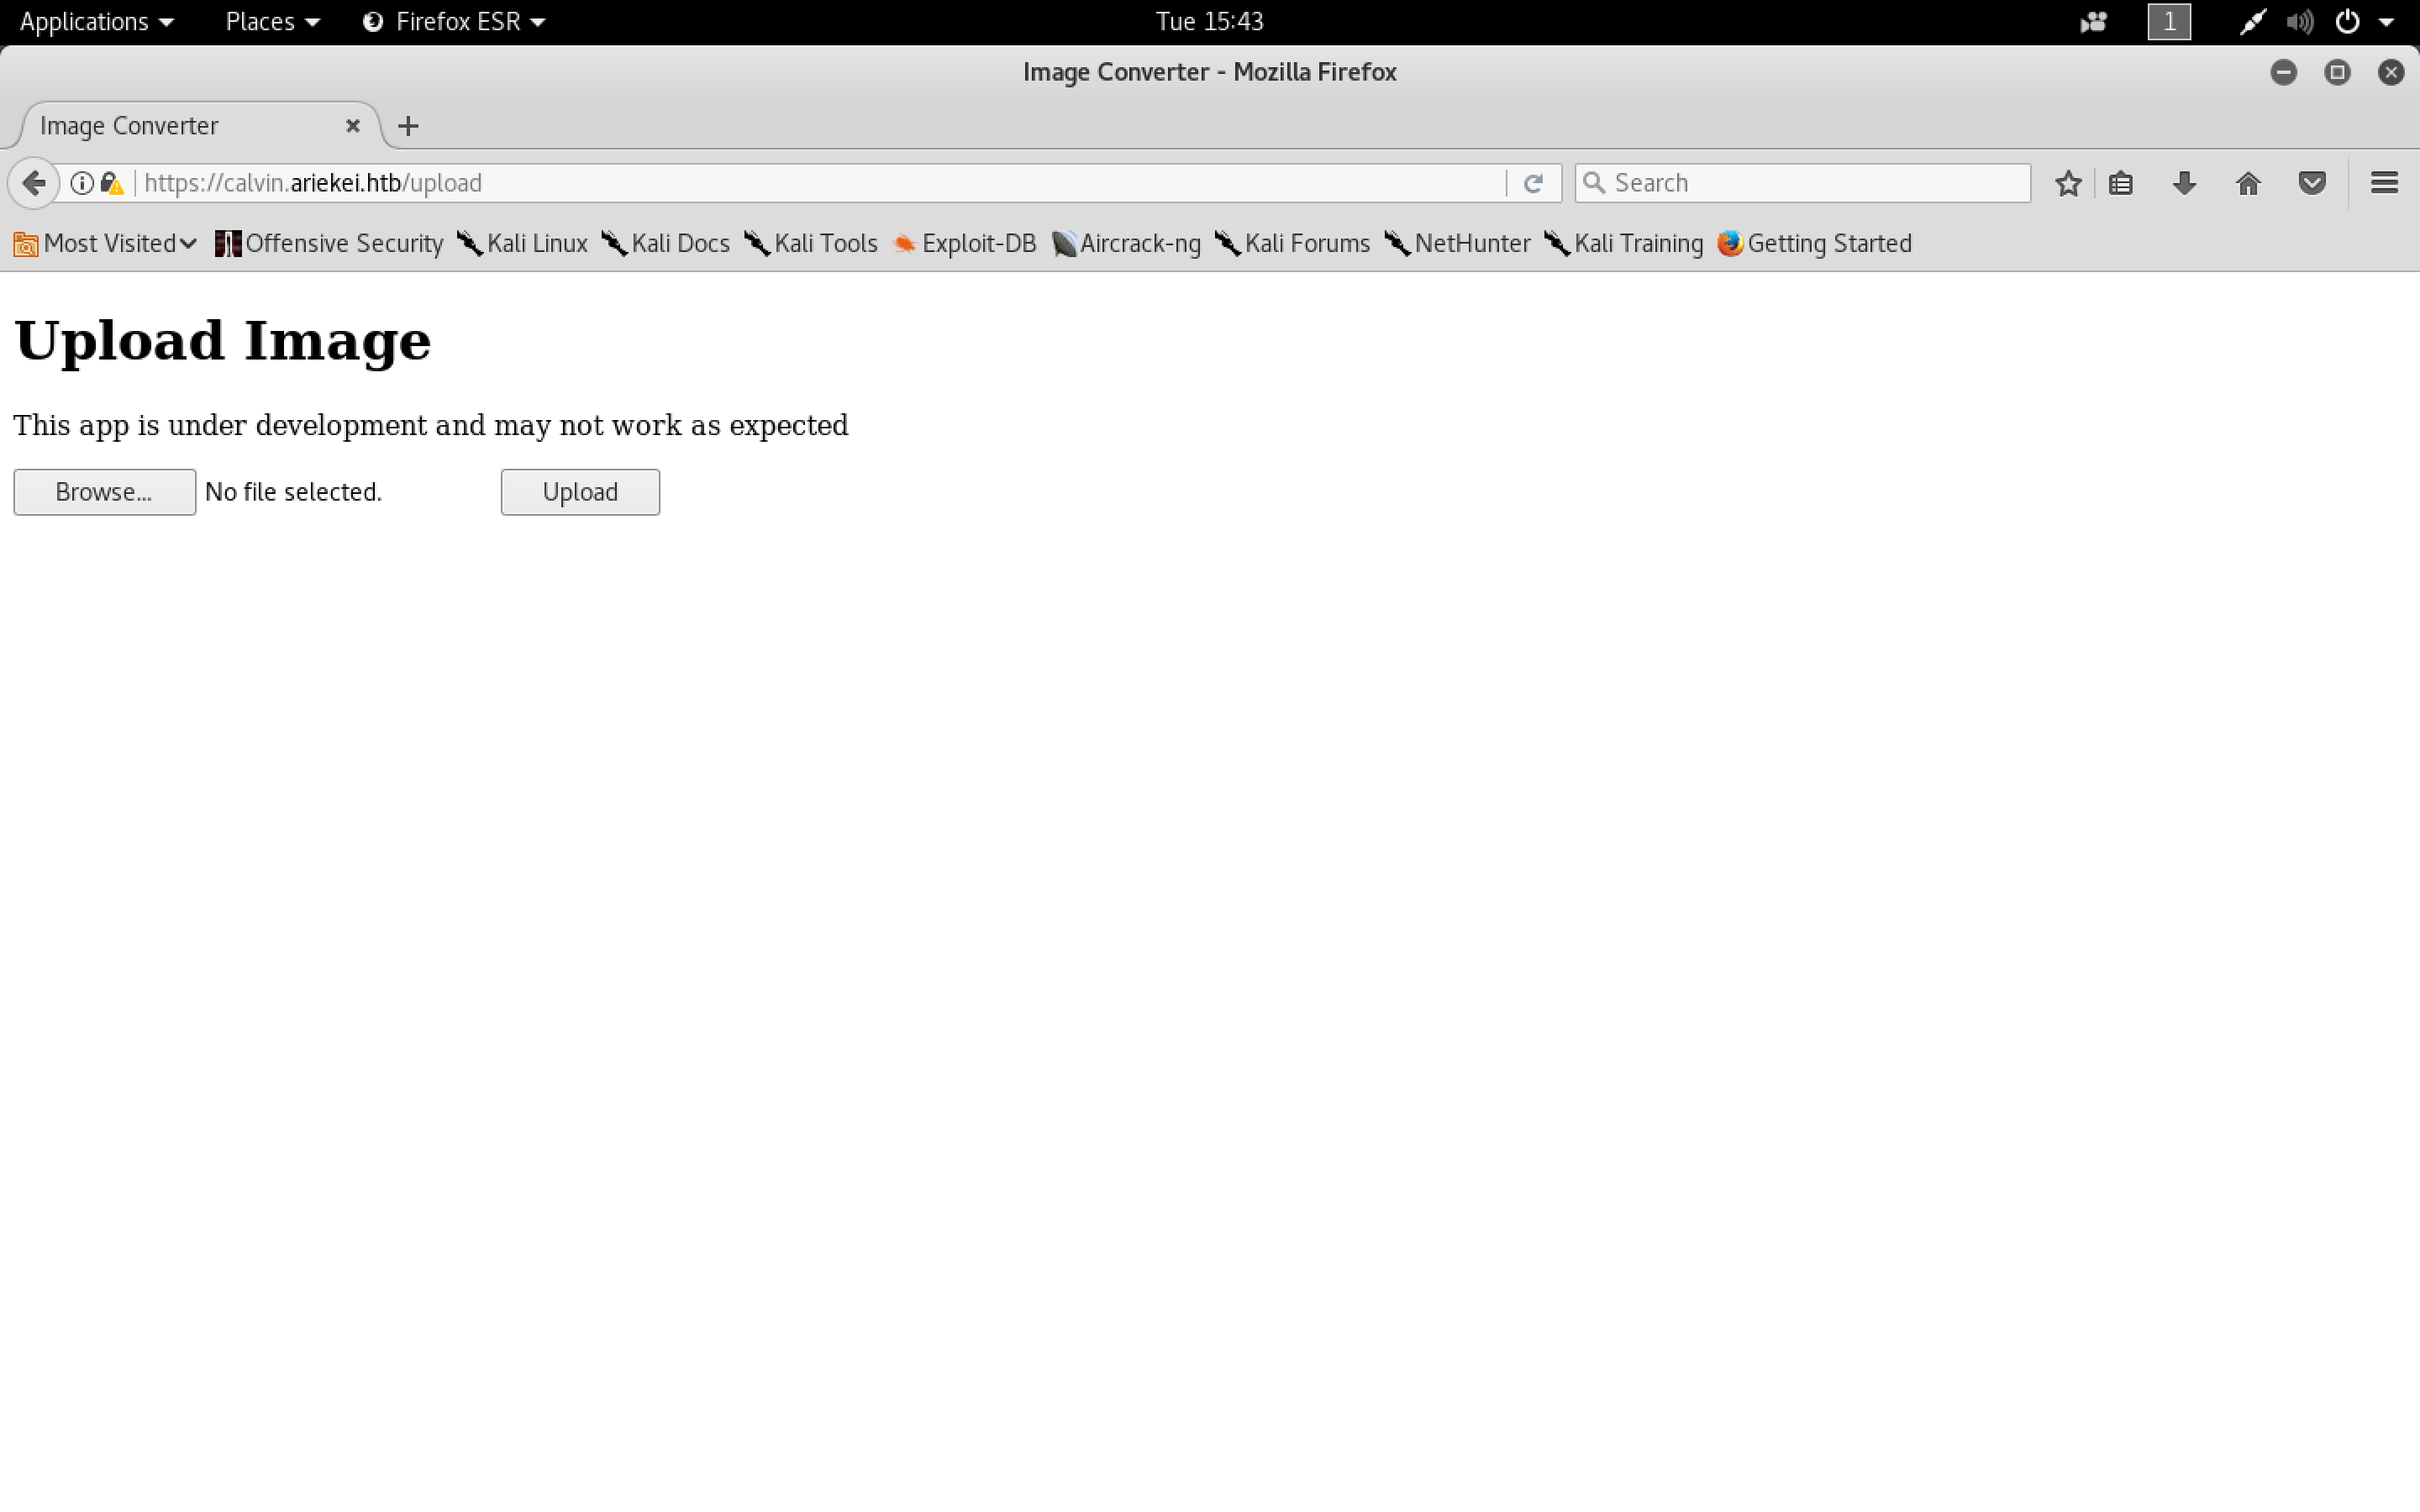 Applications Places Firefox ESR Tue 15:43 1
Image Converter - Mozilla Firefox
Image Converter
https://calvin.ariekei.htb/upload Search
Most Visited Offensive Security Kali Linux Kali Docs Kali Tools Exploit-DB Aircrack-ng Kali Forums NetHunter Kali Training Getting Started
Upload Image
This app is under development and may not work as expected
Browse... No file selected. Upload